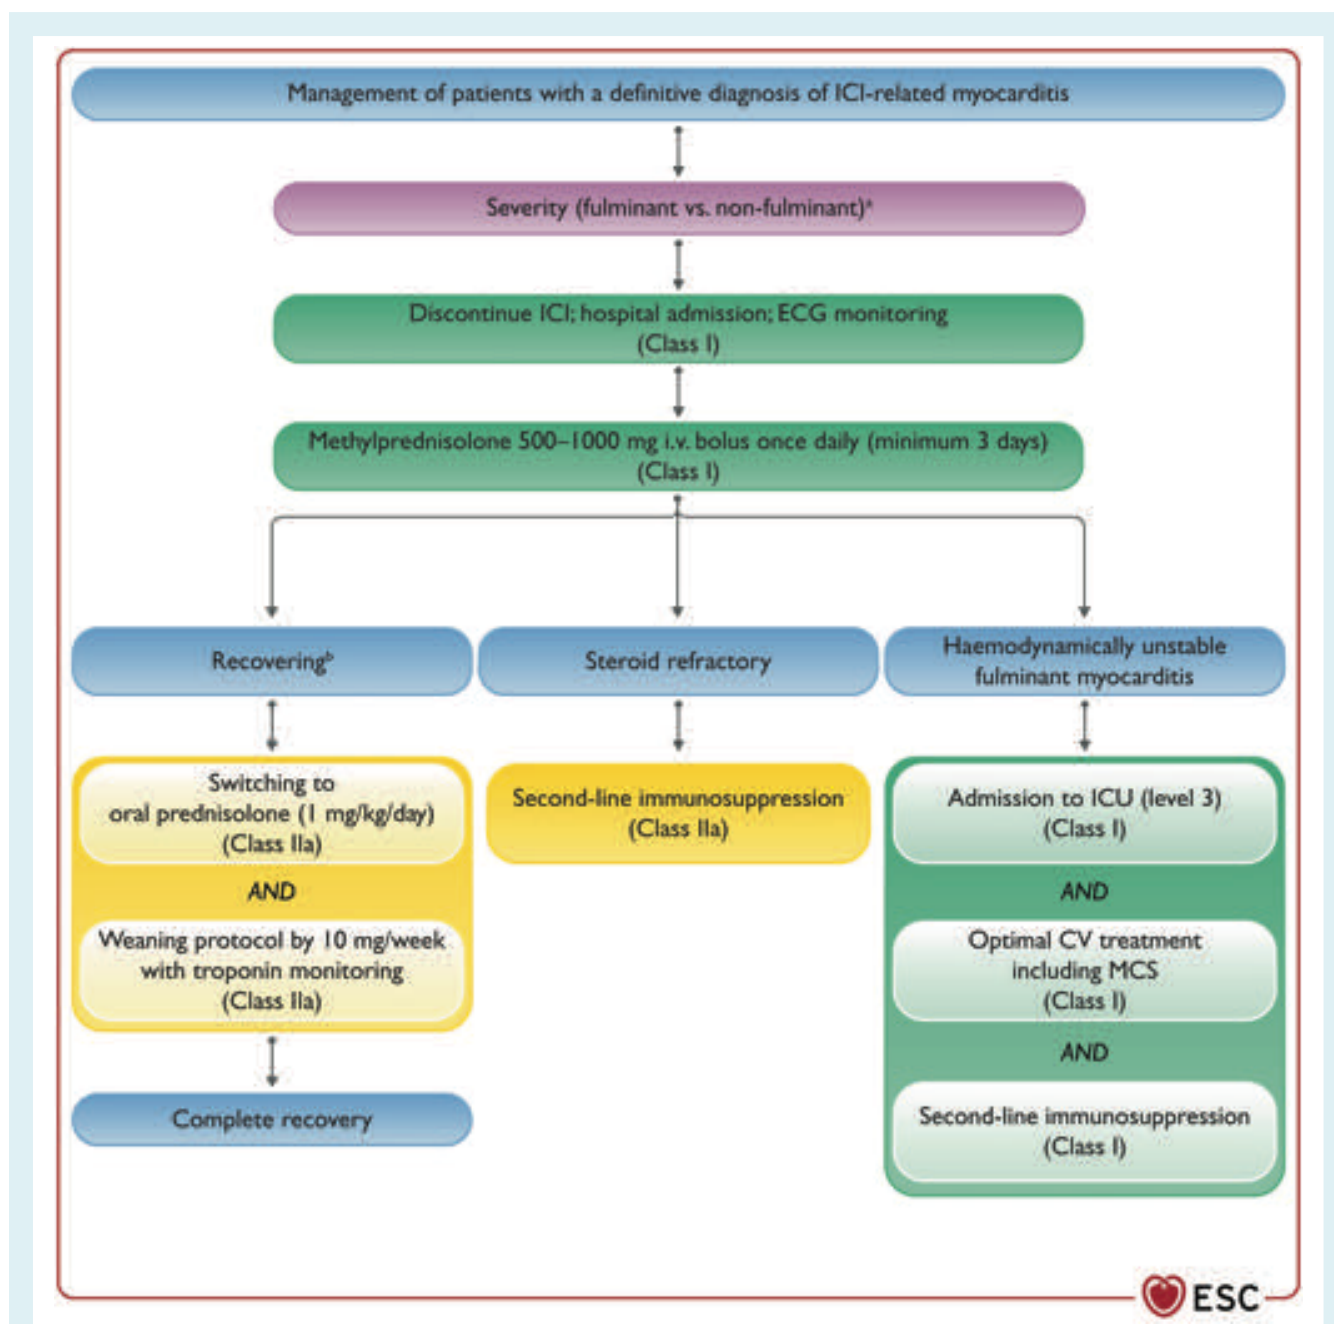 Management of patients with a definitive diagnosis of ICI-related myocarditis
Severity (fulminant vs. non-fulminant)ᵃ
Discontinue ICI; hospital admission; ECG monitoring
(Class I)
Methylprednisolone 500–1000 mg i.v. bolus once daily (minimum 3 days)
(Class I)
Recoveringᵇ
Steroid refractory
Haemodynamically unstable
fulminant myocarditis
Switching to
oral prednisolone (1 mg/kg/day)
(Class IIa)
AND
Weaning protocol by 10 mg/week
with troponin monitoring
(Class IIa)
Complete recovery
Second-line immunosuppression
(Class IIa)
Admission to ICU (level 3)
(Class I)
AND
Optimal CV treatment
including MCS
(Class I)
AND
Second-line immunosuppression
(Class I)
ESC